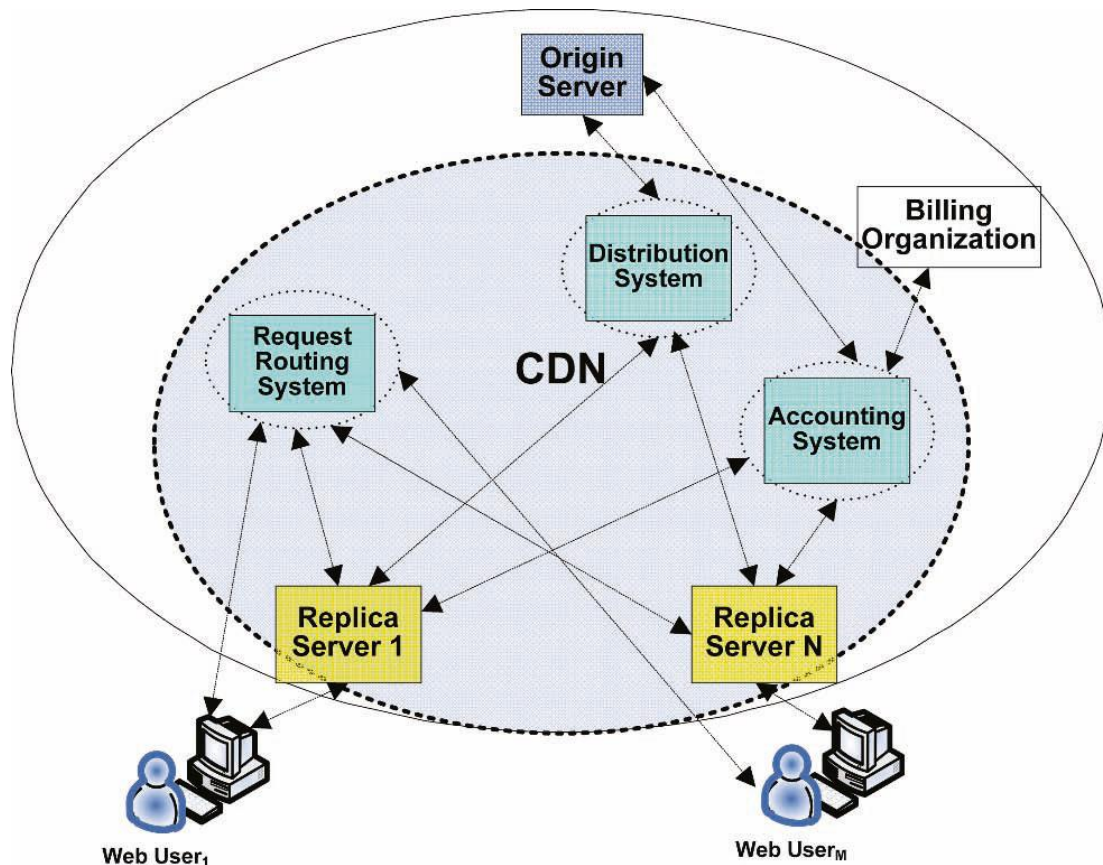 Origin
Server
Billing
Organization
Distribution
System
Request
Routing
System
CDN
Accounting
System
Replica
Server 1
Replica
Server N
Web User₁
Web Userₘ